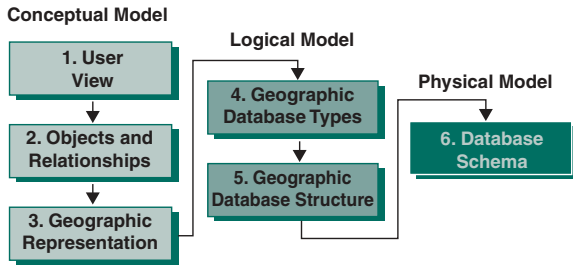 Conceptual Model
1. User
View
2. Objects and
Relationships
3. Geographic
Representation
Logical Model
4. Geographic
Database Types
5. Geographic
Database Structure
Physical Model
6. Database
Schema